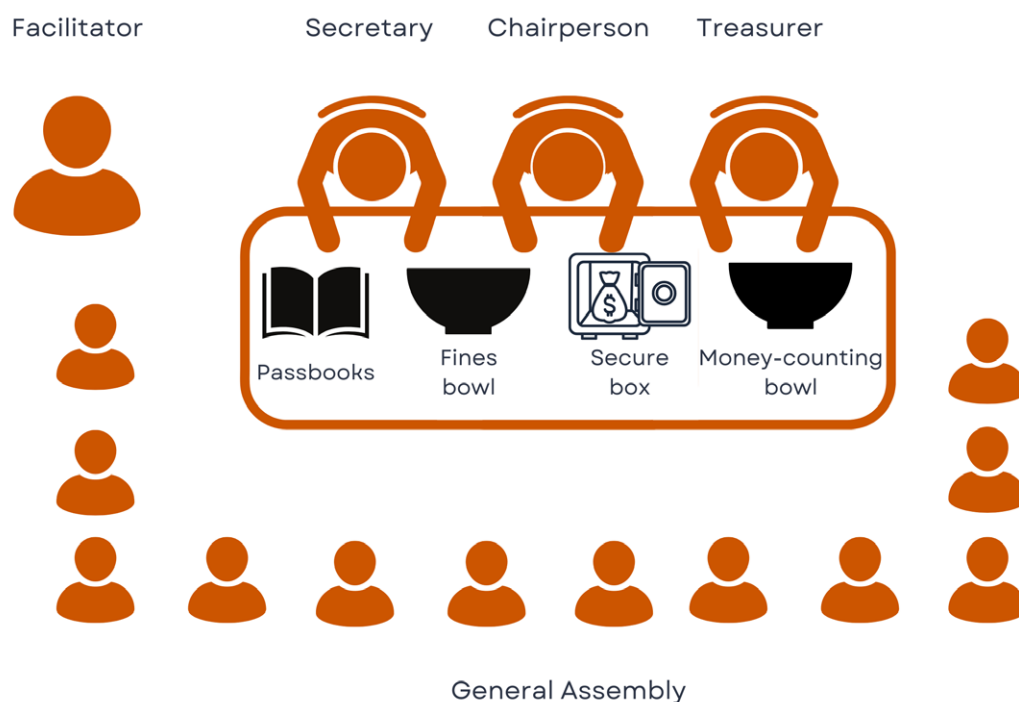 Facilitator
Secretary
Chairperson
Treasurer
$
Passbooks
Fines
bowl
Secure
box
Money-counting
bowl
General Assembly